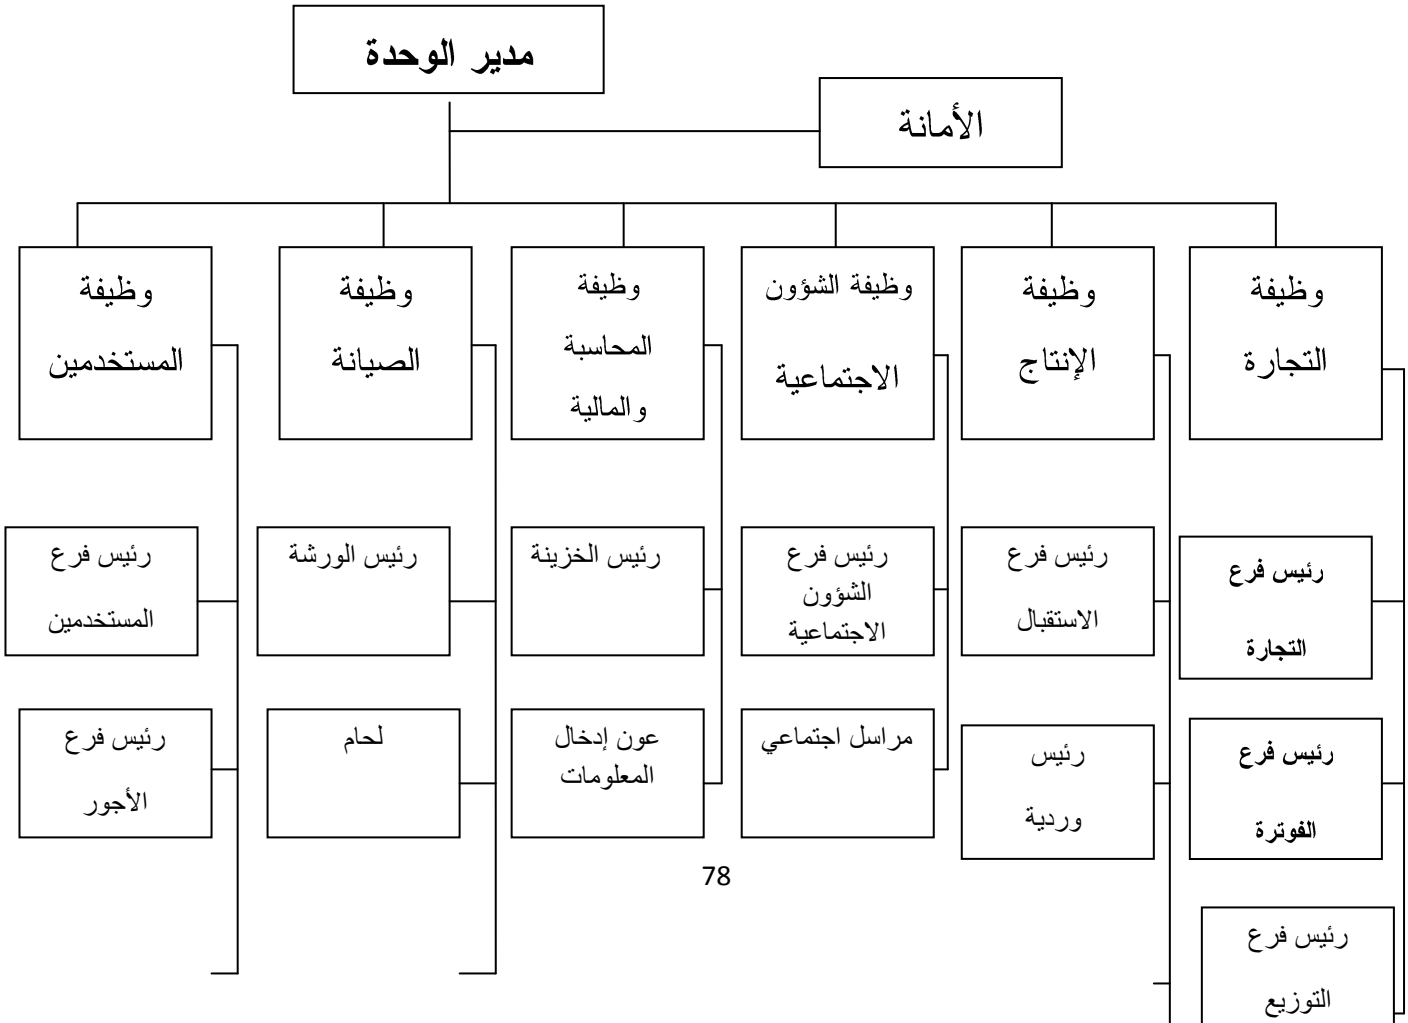 مدير الوحدة
الأمانة
وظيفة
التجارة
وظيفة
الإنتاج
وظيفة الشؤون
الاجتماعية
وظيفة
المحاسبة
والمالية
وظيفة
الصيانة
وظيفة
المستخدمين
رئيس فرع
التجارة
رئيس فرع
الاستقبال
رئيس فرع
الشؤون
الاجتماعية
رئيس الخزينة
رئيس الورشة
رئيس فرع
المستخدمين
رئيس فرع
الفوترة
رئيس
وردية
مراسل اجتماعي
عون إدخال
المعلومات
لحام
رئيس فرع
الأجور
78
رئيس فرع
التوزيع